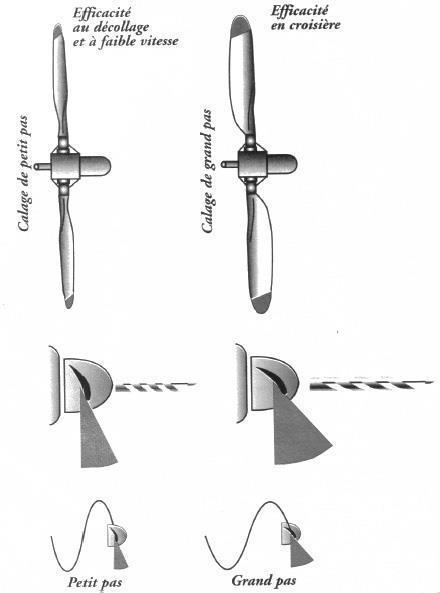 Efficacité
au décollage
et à faible vitesse
Efficacité
en croisière
Calage de petit pas
Calage de grand pas
Petit pas
Grand pas